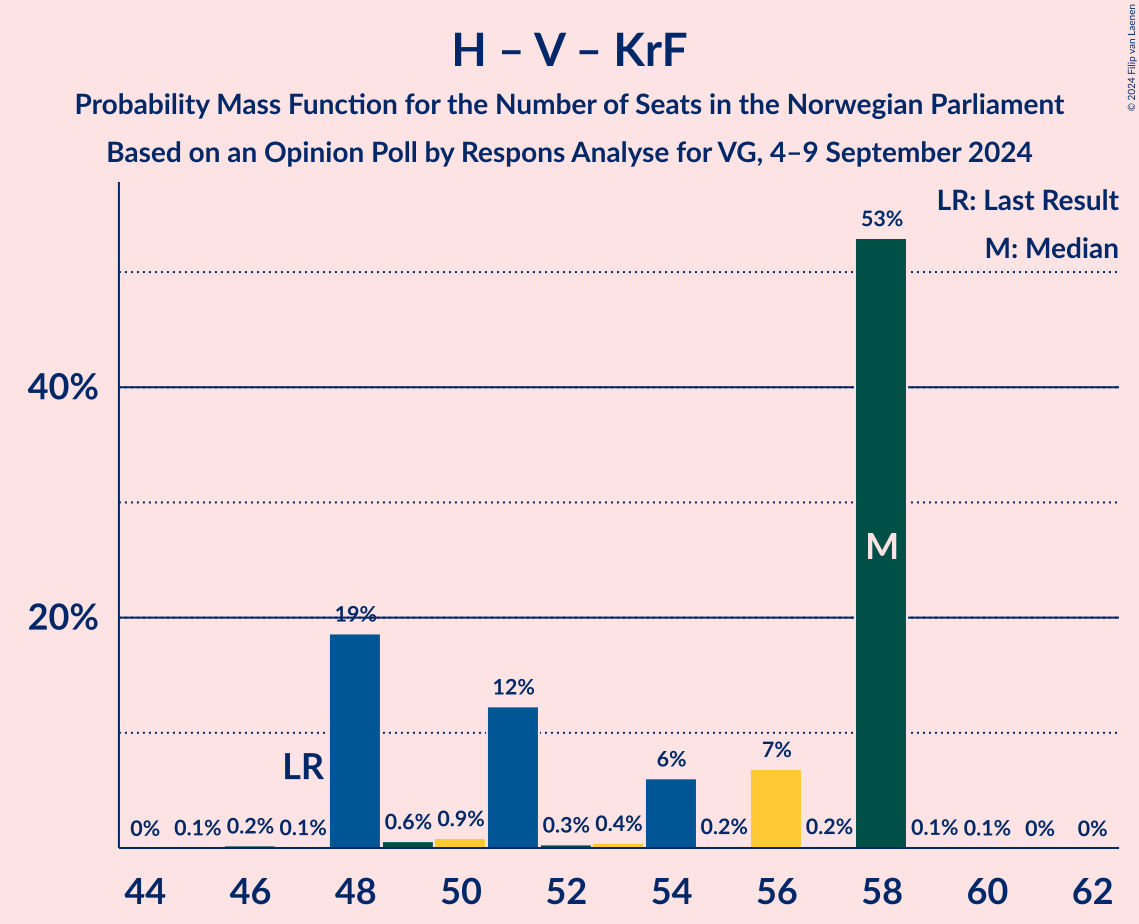 H – V – KrF
Probability Mass Function for the Number of Seats in the Norwegian Parliament
Based on an Opinion Poll by Respons Analyse for VG, 4–9 September 2024
© 2024 Filip van Laenen
LR: Last Result
M: Median
40%
20%
0%
0.1%
0.2%
0.1%
LR
19%
0.6%
0.9%
12%
0.3%
0.4%
6%
0.2%
7%
0.2%
53%
M
0.1%
0.1%
0%
0%
44 46 48 50 52 54 56 58 60 62